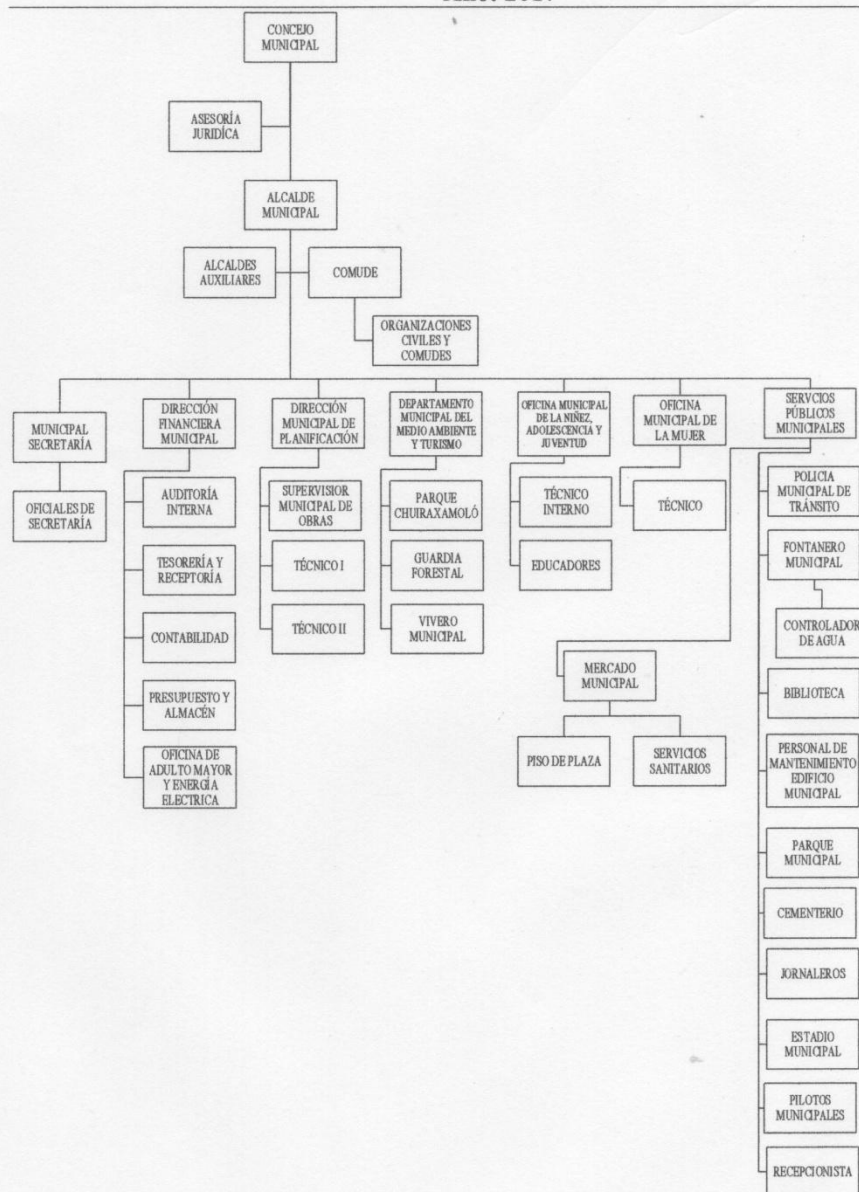 CONCEJO
MUNICIPAL
ASESORÍA
JURIDÍCA
ALCALDE
MUNICIPAL
ALCALDES
AUXILIARES
COMUDE
ORGANIZACIONES
CIVILES Y
COMUDES
MUNICIPAL
SECRETARÍA
OFICIALES DE
SECRETARÍA
DIRECCIÓN
FINANCIERA
MUNICIPAL
AUDITORÍA
INTERNA
TESORERÍA Y
RECEPTORÍA
CONTABILIDAD
PRESUPUESTO Y
ALMACÉN
OFICINA DE
ADULTO MAYOR
Y ENERGÍA
ELECTRICA
DIRECCIÓN
MUNICIPAL DE
PLANIFICACIÓN
SUPERVISIOR
MUNICIPAL DE
OBRAS
TÉCNICO I
TÉCNICO II
DEPARTAMENTO
MUNICIPAL DEL
MEDIO AMBIENTE
Y TURISMO
PARQUE
CHUIRAXAMOLÓ
GUARDIA
FORESTAL
VIVERO
MUNICIPAL
OFICINA MUNICIPAL
DE LA NIÑEZ,
ADOLESCENCIA Y
JUVENTUD
TÉCNICO
INTERNO
EDUCADORES
OFICINA
MUNICIPAL DE
LA MUJER
TÉCNICO
SERVCIOS
PÚBLICOS
MUNICIPALES
MERCADO
MUNICIPAL
PISO DE PLAZA
SERVICIOS
SANITARIOS
POLICIA
MUNICIPAL DE
TRÁNSITO
FONTANERO
MUNICIPAL
CONTROLADOR
DE AGUA
BIBLIOTECA
PERSONAL DE
MANTENIMIENTO
EDIFICIO
MUNICIPAL
PARQUE
MUNICIPAL
CEMENTERIO
JORNALEROS
ESTADIO
MUNICIPAL
PILOTOS
MUNICIPALES
RECEPCIONISTA